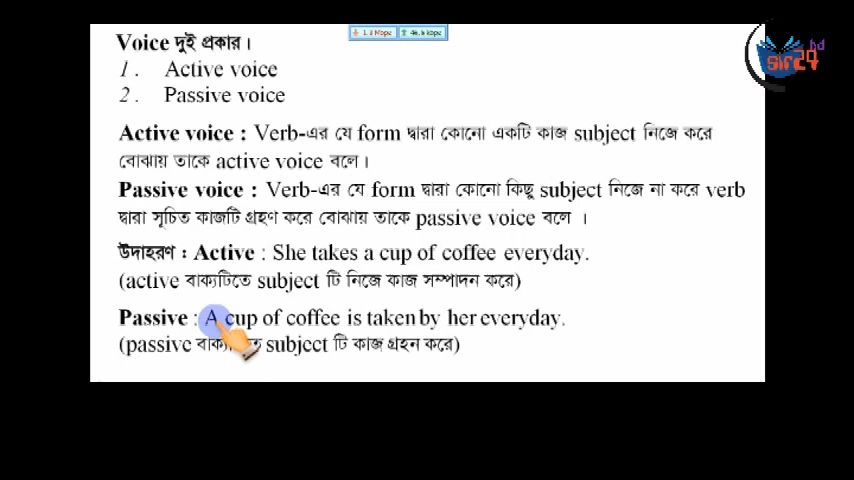 Voice দুই প্রকার।
1. Active voice
2. Passive voice
Active voice : Verb-এর যে form দ্বারা কোনো একটি কাজ subject নিজে করে
বোঝায় তাকে active voice বলে।
Passive voice : Verb-এর যে form দ্বারা কোনো কিছু subject নিজে না করে verb
দ্বারা সূচিত কাজটি গ্রহণ করে বোঝায় তাকে passive voice বলে ।
উদাহরণ : Active : She takes a cup of coffee everyday.
(active বাক্যটিতে subject টি নিজে কাজ সম্পাদন করে)
Passive : A cup of coffee is taken by her everyday.
(passive subject টি কাজ গ্রহন করে)
sir24 bd